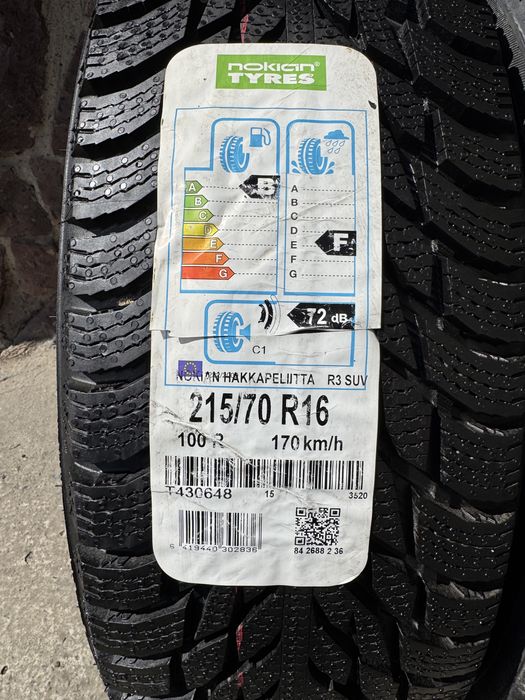 nokian®
TYRES
A
B
C
D
E
F
G
B
A
B
C
D
E
F
G
F
72 dB
C1
NOKIAN HAKKAPELIITTA R3 SUV
215/70 R16
100 R 170 km/h
T430648 15 3520
6 419440 302836 84 2688 2 36